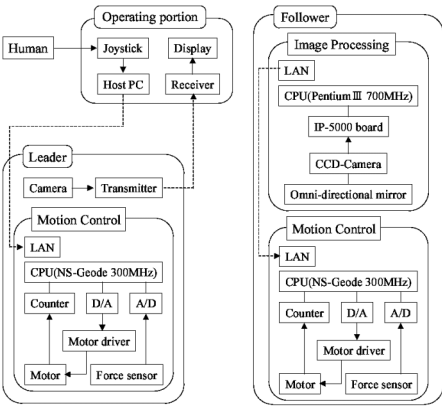 Operating portion
Human
Joystick
Display
Host PC
Receiver
Leader
Camera
Transmitter
Motion Control
LAN
CPU(NS-Geode 300MHz)
Counter
D/A
A/D
Motor driver
Motor
Force sensor
Follower
Image Processing
LAN
CPU(Pentium III 700MHz)
IP-5000 board
CCD-Camera
Omni-directional mirror
Motion Control
LAN
CPU(NS-Geode 300MHz)
Counter
D/A
A/D
Motor driver
Motor
Force sensor